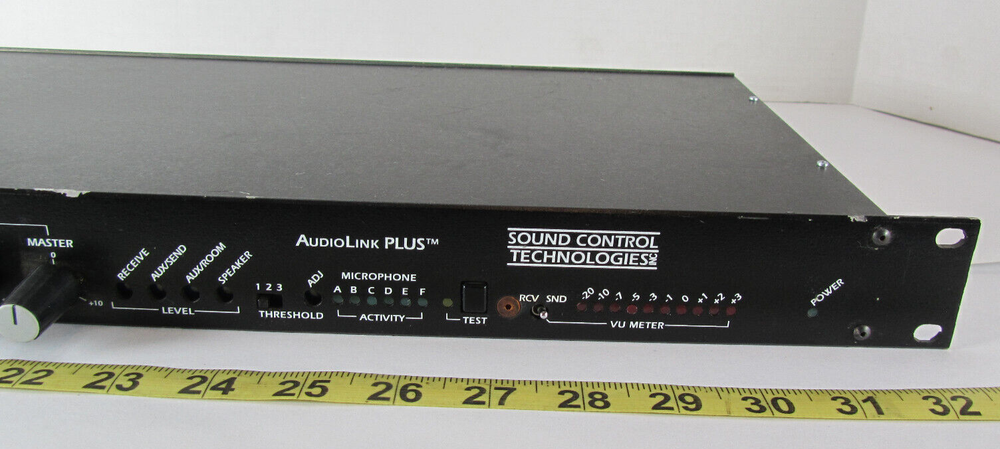 MASTER
0
+10
RECEIVE
AUX/SEND
AUX/ROOM
SPEAKER
LEVEL
1 2 3
THRESHOLD
ADJ
AUDIOLINK PLUS™
MICROPHONE
A B C D E F
ACTIVITY
TEST
SOUND CONTROL
TECHNOLOGIES INC
RCV SND
-20 -10 -7 -5 -3 -1 0 +1 +2 +3
VU METER
POWER
22 23 24 25 26 27 28 29 30 31 32